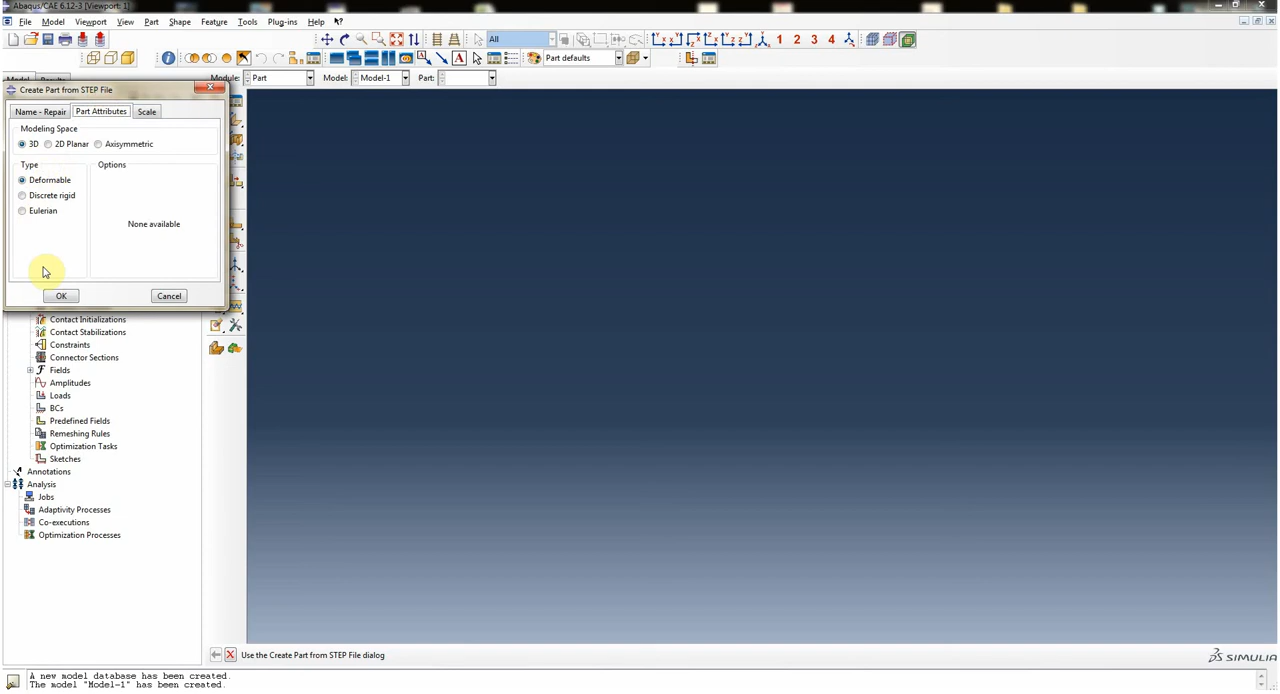 Abaqus/CAE 6.12-3 [Viewport: 1]
File Model Viewport View Part Shape Feature Tools Plug-ins Help
All
1 2 3 4
Part defaults
Module: Part Model: Model-1 Part:
Create Part from STEP File
Name - Repair Part Attributes Scale
Modeling Space
3D 2D Planar Axisymmetric
Type Options
Deformable
Discrete rigid
Eulerian
None available
OK Cancel
Contact Initializations
Contact Stabilizations
Constraints
Connector Sections
Fields
Amplitudes
Loads
BCs
Predefined Fields
Remeshing Rules
Optimization Tasks
Sketches
Annotations
Analysis
Jobs
Adaptivity Processes
Co-executions
Optimization Processes
Use the Create Part from STEP File dialog
SIMULIA
A new model database has been created.
The model "Model-1" has been created.